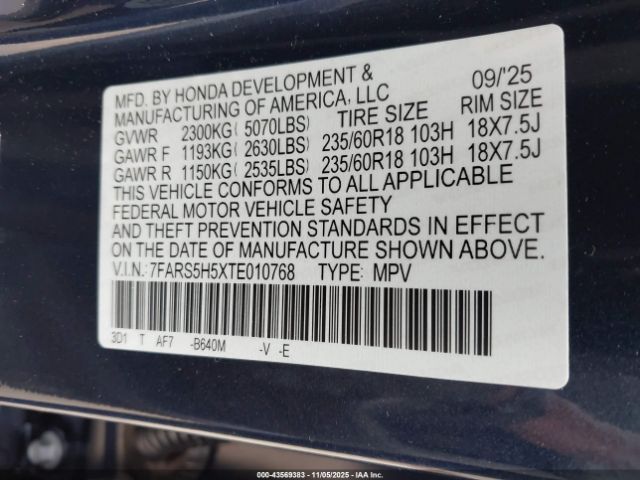 MFD. BY HONDA DEVELOPMENT & 09/'25
MANUFACTURING OF AMERICA, LLC
GVWR 2300KG( 5070LBS) TIRE SIZE RIM SIZE
GAWR F 1193KG( 2630LBS) 235/60R18 103H 18X7.5J
GAWR R 1150KG( 2535LBS) 235/60R18 103H 18X7.5J
THIS VEHICLE CONFORMS TO ALL APPLICABLE
FEDERAL MOTOR VEHICLE SAFETY
AND THEFT PREVENTION STANDARDS IN EFFECT
ON THE DATE OF MANUFACTURE SHOWN ABOVE.
V.I.N.: 7FARS5H5XTE010768 TYPE: MPV
3D1 T AF7 -B640M -V -E
00-43569383 | 11/05/2025 | IAA Inc.